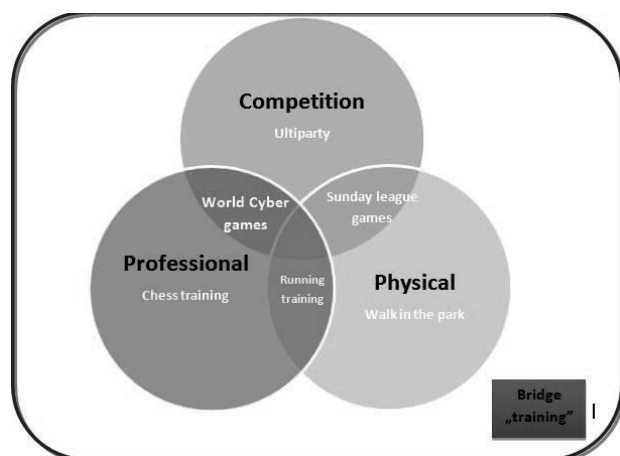 Competition
Ultiparty
World Cyber
games
Sunday league
games
Professional
Chess training
Running
training
Physical
Walk in the park
Bridge
„training”
I